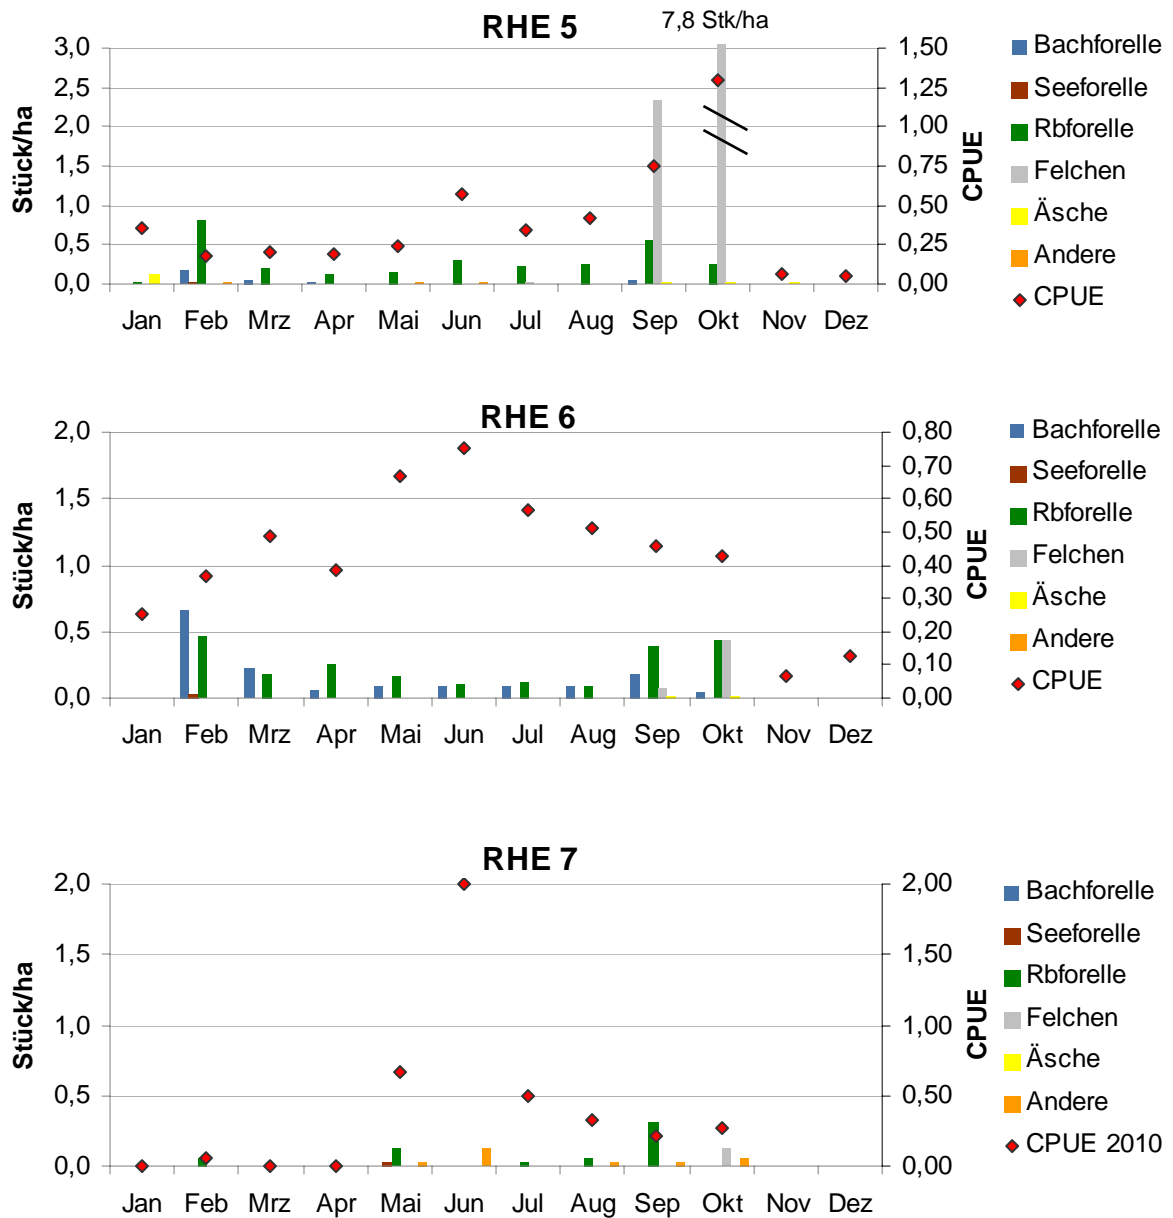 RHE 5
7,8 Stk/ha
Stück/ha
3,0
2,5
2,0
1,5
1,0
0,5
0,0
Jan Feb Mrz Apr Mai Jun Jul Aug Sep Okt Nov Dez
1,50
1,25
1,00
0,75
0,50
0,25
0,00
CPUE
Bachforelle
Seeforelle
Rbforelle
Felchen
Äsche
Andere
CPUE
RHE 6
Stück/ha
2,0
1,5
1,0
0,5
0,0
Jan Feb Mrz Apr Mai Jun Jul Aug Sep Okt Nov Dez
0,80
0,70
0,60
0,50
0,40
0,30
0,20
0,10
0,00
CPUE
Bachforelle
Seeforelle
Rbforelle
Felchen
Äsche
Andere
CPUE
RHE 7
Stück/ha
2,0
1,5
1,0
0,5
0,0
Jan Feb Mrz Apr Mai Jun Jul Aug Sep Okt Nov Dez
2,00
1,50
1,00
0,50
0,00
CPUE
Bachforelle
Seeforelle
Rbforelle
Felchen
Äsche
Andere
CPUE 2010